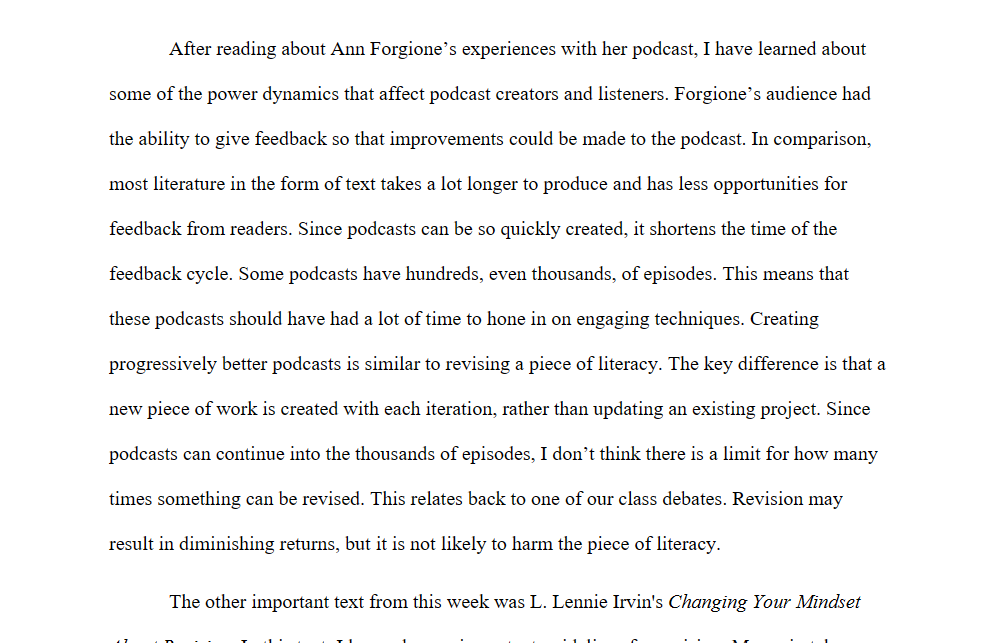 After reading about Ann Forgione’s experiences with her podcast, I have learned about
some of the power dynamics that affect podcast creators and listeners. Forgione’s audience had
the ability to give feedback so that improvements could be made to the podcast. In comparison,
most literature in the form of text takes a lot longer to produce and has less opportunities for
feedback from readers. Since podcasts can be so quickly created, it shortens the time of the
feedback cycle. Some podcasts have hundreds, even thousands, of episodes. This means that
these podcasts should have had a lot of time to hone in on engaging techniques. Creating
progressively better podcasts is similar to revising a piece of literacy. The key difference is that a
new piece of work is created with each iteration, rather than updating an existing project. Since
podcasts can continue into the thousands of episodes, I don’t think there is a limit for how many
times something can be revised. This relates back to one of our class debates. Revision may
result in diminishing returns, but it is not likely to harm the piece of literacy.
The other important text from this week was L. Lennie Irvin's Changing Your Mindset